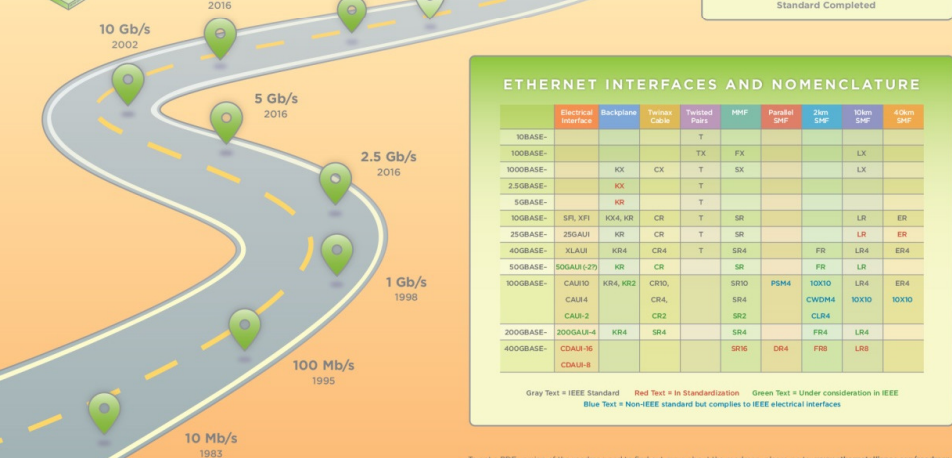 2016
10 Gb/s
2002
5 Gb/s
2016
2.5 Gb/s
2016
1 Gb/s
1998
100 Mb/s
1995
10 Mb/s
1983
Standard Completed
ETHERNET INTERFACES AND NOMENCLATURE
Electrical Interface Backplane Twinax Cable Twisted Pairs MMF Parallel SMF 2km SMF 10km SMF 40km SMF
10BASE- T
100BASE- TX FX LX
1000BASE- KX CX T SX LX
2.5GBASE- KX T
5GBASE- KR T
10GBASE- SFI, XFI KX4, KR CR T SR LR ER
25GBASE- 25GAUI KR CR T SR LR ER
40GBASE- XLAUI KR4 CR4 T SR4 FR LR4 ER4
50GBASE- 50GAUI (-2?) KR CR SR FR LR
100GBASE- CAUI10 KR4, KR2 CR10, SR10 PSM4 10X10 LR4 ER4
CAUI4 CR4, SR4 CWDM4 10X10 10X10
CAUI-2 CR2 SR2 CLR4
200GBASE- 200GAUI-4 KR4 SR4 SR4 FR4 LR4
400GBASE- CDAUI-16 SR16 DR4 FR8 LR8
CDAUI-8
Gray Text = IEEE Standard Red Text = In Standardization Green Text = Under consideration in IEEE
Blue Text = Non-IEEE standard but complies to IEEE electrical interfaces